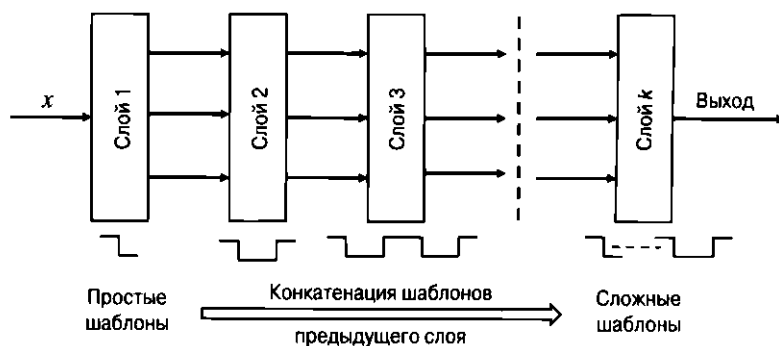 x
Слой 1
Слой 2
Слой 3
Слой k
Выход
Простые
шаблоны
Конкатенация шаблонов
предыдущего слоя
Сложные
шаблоны